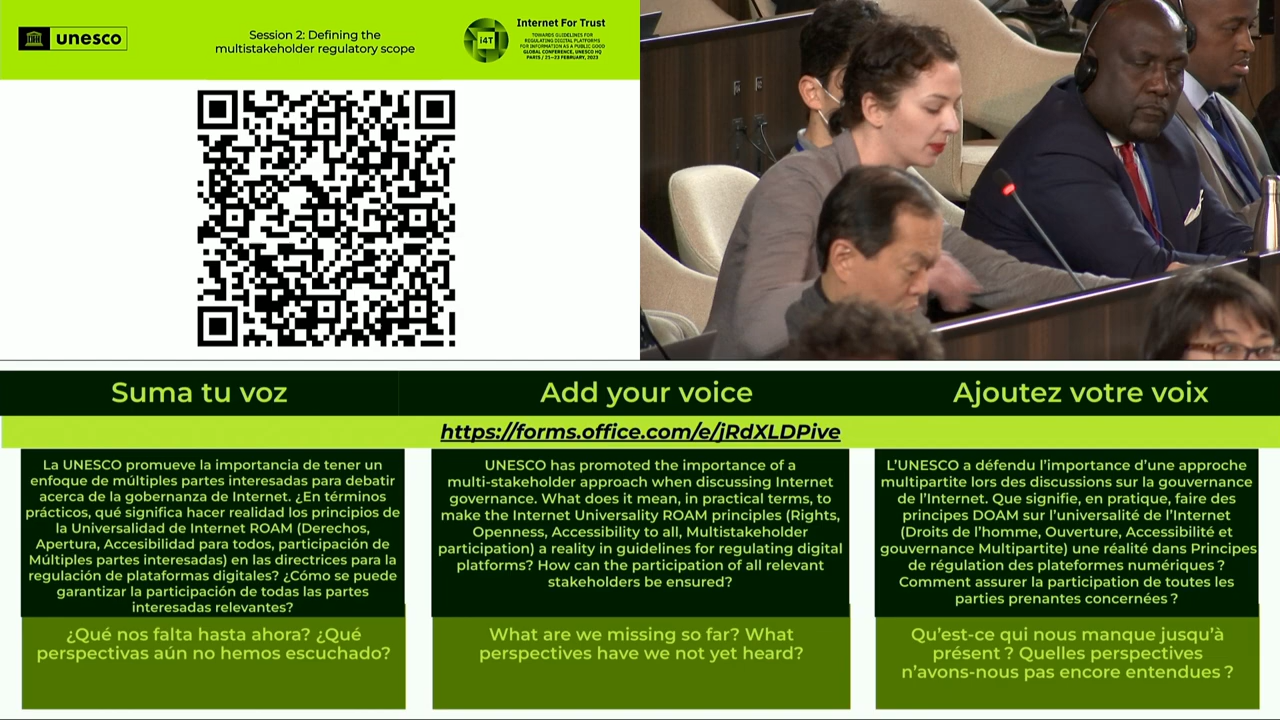 unesco
Session 2: Defining the
multistakeholder regulatory scope
i4T
Internet For Trust
TOWARDS GUIDELINES FOR
REGULATING DIGITAL PLATFORMS
FOR INFORMATION AS A PUBLIC GOOD
GLOBAL CONFERENCE, UNESCO HQ
PARIS / 21–23 FEBRUARY, 2023
Suma tu voz
Add your voice
Ajoutez votre voix
https://forms.office.com/e/jRdXLDPive
La UNESCO promueve la importancia de tener un
enfoque de múltiples partes interesadas para debatir
acerca de la gobernanza de Internet. ¿En términos
prácticos, qué significa hacer realidad los principios de
la Universalidad de Internet ROAM (Derechos,
Apertura, Accesibilidad para todos, participación de
Múltiples partes interesadas) en las directrices para la
regulación de plataformas digitales? ¿Cómo se puede
garantizar la participación de todas las partes
interesadas relevantes?
¿Qué nos falta hasta ahora? ¿Qué
perspectivas aún no hemos escuchado?
UNESCO has promoted the importance of a
multi-stakeholder approach when discussing Internet
governance. What does it mean, in practical terms, to
make the Internet Universality ROAM principles (Rights,
Openness, Accessibility to all, Multistakeholder
participation) a reality in guidelines for regulating digital
platforms? How can the participation of all relevant
stakeholders be ensured?
What are we missing so far? What
perspectives have we not yet heard?
L’UNESCO a défendu l’importance d’une approche
multipartite lors des discussions sur la gouvernance
de l’Internet. Que signifie, en pratique, faire des
principes DOAM sur l’universalité de l’Internet
(Droits de l’homme, Ouverture, Accessibilité et
gouvernance Multipartite) une réalité dans Principes
de régulation des plateformes numériques ?
Comment assurer la participation de toutes les
parties prenantes concernées ?
Qu’est-ce qui nous manque jusqu’à
présent ? Quelles perspectives
n’avons-nous pas encore entendues ?